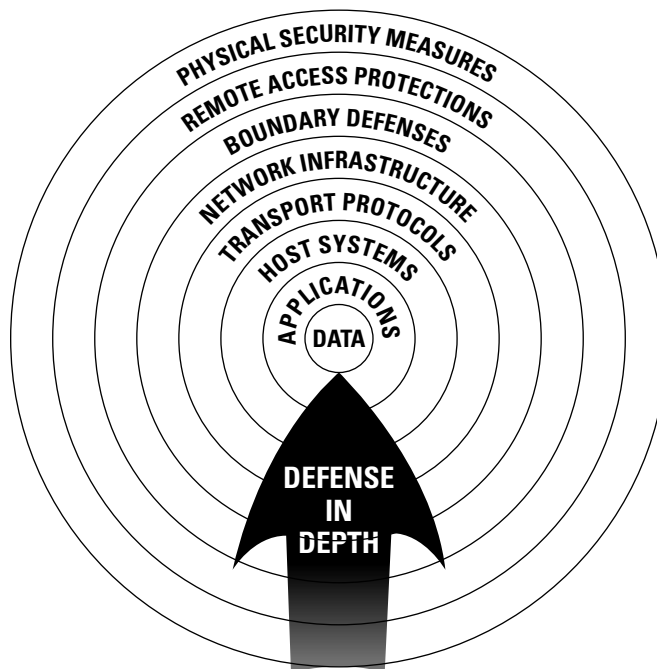 PHYSICAL SECURITY MEASURES
REMOTE ACCESS PROTECTIONS
BOUNDARY DEFENSES
NETWORK INFRASTRUCTURE
TRANSPORT PROTOCOLS
HOST SYSTEMS
APPLICATIONS
DATA
DEFENSE
IN
DEPTH